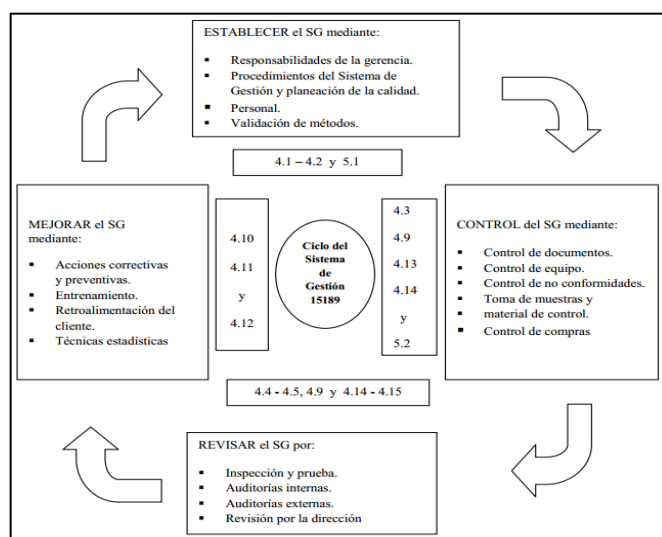 ESTABLECER el SG mediante:
▪ Responsabilidades de la gerencia.
▪ Procedimientos del Sistema de
Gestión y planeación de la calidad.
▪ Personal.
▪ Validación de métodos.
4.1 – 4.2 y 5.1
MEJORAR el SG
mediante:
▪ Acciones correctivas
y preventivas.
▪ Entrenamiento.
▪ Retroalimentación del
cliente.
▪ Técnicas estadísticas
4.10
4.11
y
4.12
Ciclo del
Sistema
de
Gestión
15189
4.3
4.9
4.13
4.14
y
5.2
CONTROL del SG mediante:
▪ Control de documentos.
▪ Control de equipo.
▪ Control de no conformidades.
▪ Toma de muestras y
▪ material de control.
▪ Control de compras
4.4 - 4.5, 4.9 y 4.14 - 4.15
REVISAR el SG por:
▪ Inspección y prueba.
▪ Auditorías internas.
▪ Auditorías externas.
▪ Revisión por la dirección